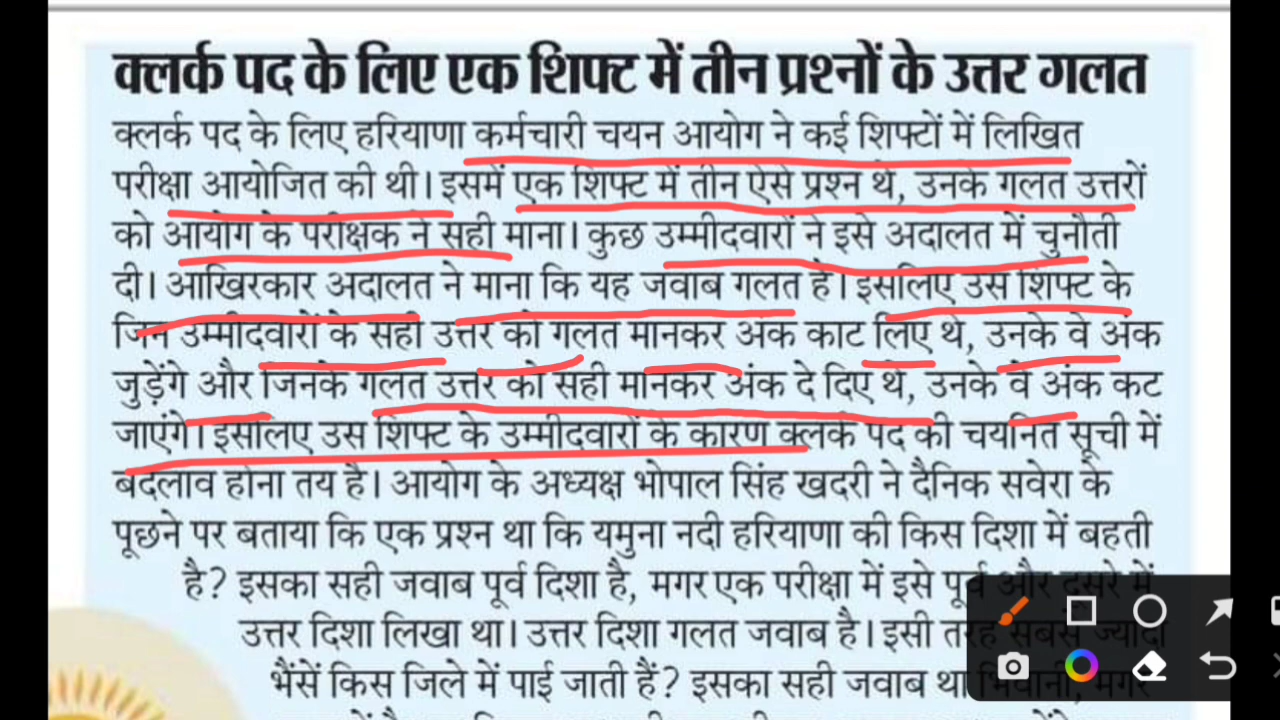 क्लर्क पद के लिए एक शिफ्ट में तीन प्रश्नों के उत्तर गलत
क्लर्क पद के लिए हरियाणा कर्मचारी चयन आयोग ने कई शिफ्टों में लिखित
परीक्षा आयोजित की थी। इसमें एक शिफ्ट में तीन ऐसे प्रश्न थे, उनके गलत उत्तरों
को आयोग के परीक्षक ने सही माना। कुछ उम्मीदवारों ने इसे अदालत में चुनौती
दी। आखिरकार अदालत ने माना कि यह जवाब गलत है। इसलिए उस शिफ्ट के
जिन उम्मीदवारों के सही उत्तर को गलत मानकर अंक काट लिए थे, उनके वे अंक
जुड़ेंगे और जिनके गलत उत्तर को सही मानकर अंक दे दिए थे, उनके वे अंक कट
जाएंगे। इसलिए उस शिफ्ट के उम्मीदवारों के कारण क्लर्क पद की चयनित सूची में
बदलाव होना तय है। आयोग के अध्यक्ष भोपाल सिंह खदरी ने दैनिक सवेरा के
पूछने पर बताया कि एक प्रश्न था कि यमुना नदी हरियाणा की किस दिशा में बहती
है? इसका सही जवाब पूर्व दिशा है, मगर एक परीक्षा में इसे पूर्व और दूसरे में
उत्तर दिशा लिखा था। उत्तर दिशा गलत जवाब है। इसी तरह सबसे ज्यादा
भैंसें किस जिले में पाई जाती हैं? इसका सही जवाब था भिवानी, मगर